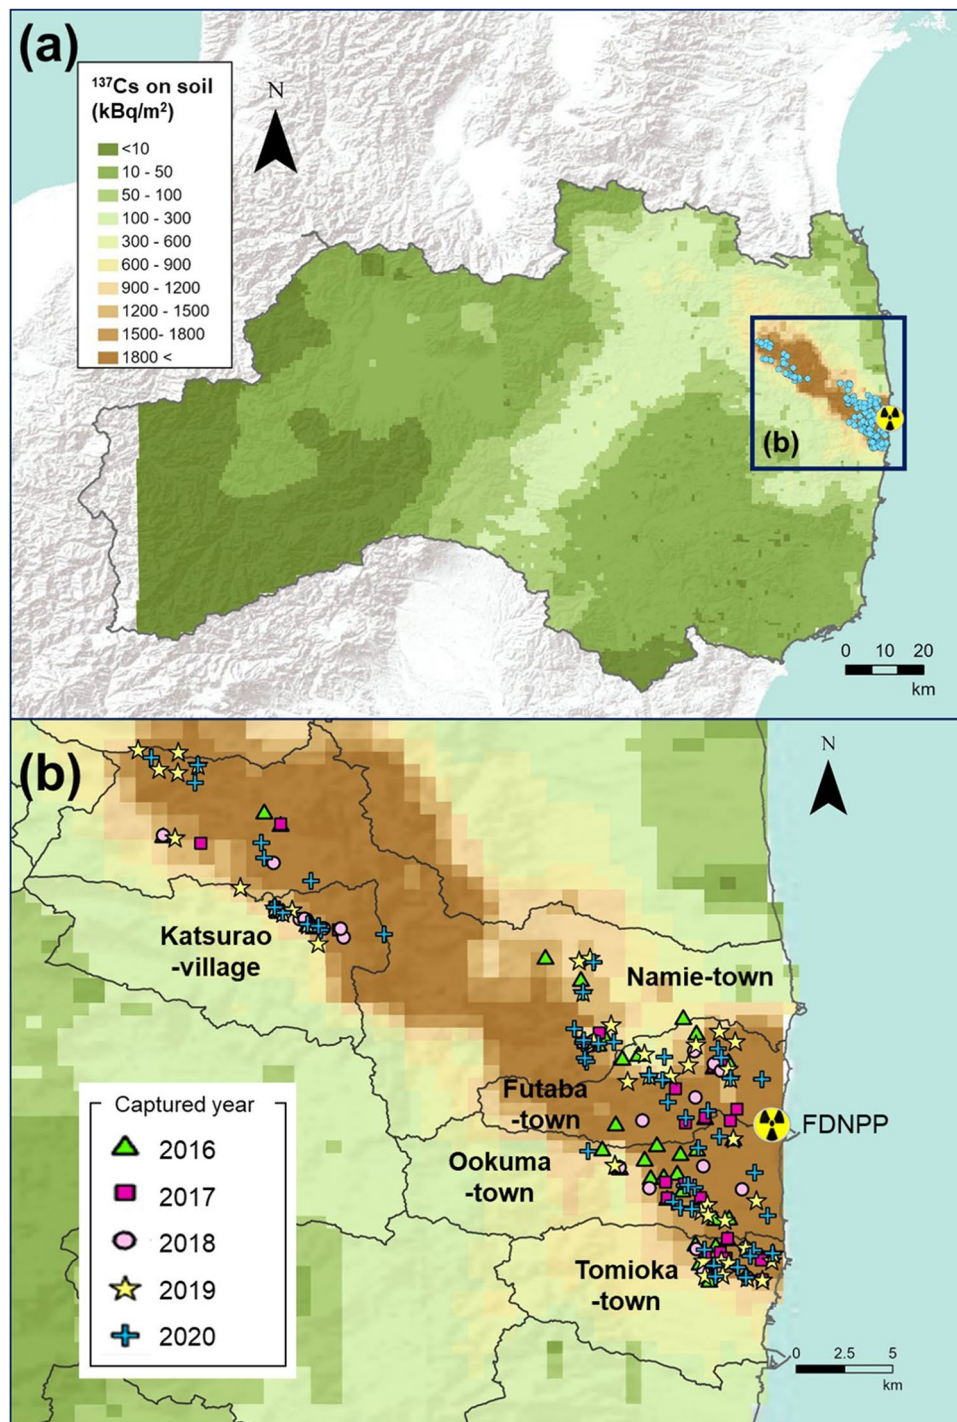 (a)
¹³⁷Cs on soil
(kBq/m²)
<10
10 - 50
50 - 100
100 - 300
300 - 600
600 - 900
900 - 1200
1200 - 1500
1500- 1800
1800 <
N
(b)
0 10 20
km
(b)
N
Katsurao
-village
Namie-town
Futaba
-town
FDNPP
Ookuma
-town
Tomioka
-town
Captured year
2016
2017
2018
2019
2020
0 2.5 5
km